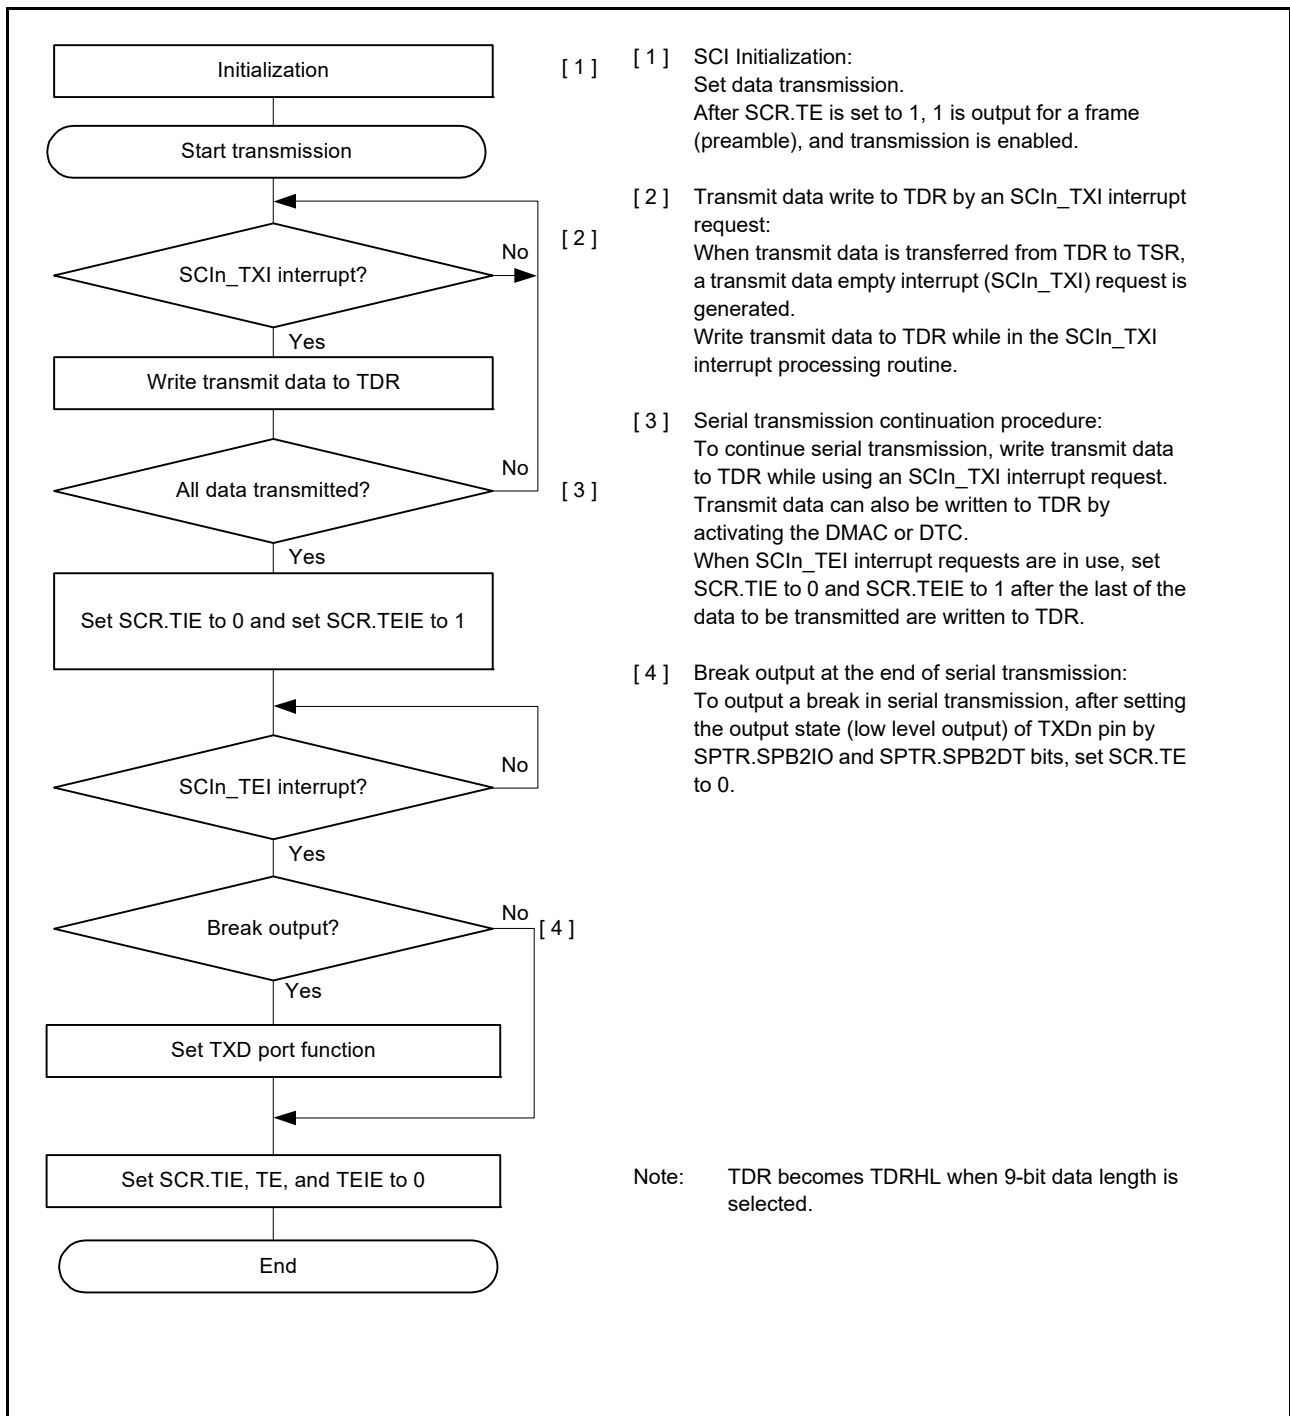 Initialization
[ 1 ]
Start transmission
[ 2 ]
SCIn_TXI interrupt?
No
Yes
Write transmit data to TDR
All data transmitted?
No
[ 3 ]
Yes
Set SCR.TIE to 0 and set SCR.TEIE to 1
SCIn_TEI interrupt?
No
Yes
Break output?
No
[ 4 ]
Yes
Set TXD port function
Set SCR.TIE, TE, and TEIE to 0
End
[ 1 ] SCI Initialization:
Set data transmission.
After SCR.TE is set to 1, 1 is output for a frame
(preamble), and transmission is enabled.
[ 2 ] Transmit data write to TDR by an SCIn_TXI interrupt
request:
When transmit data is transferred from TDR to TSR,
a transmit data empty interrupt (SCIn_TXI) request is
generated.
Write transmit data to TDR while in the SCIn_TXI
interrupt processing routine.
[ 3 ] Serial transmission continuation procedure:
To continue serial transmission, write transmit data
to TDR while using an SCIn_TXI interrupt request.
Transmit data can also be written to TDR by
activating the DMAC or DTC.
When SCIn_TEI interrupt requests are in use, set
SCR.TIE to 0 and SCR.TEIE to 1 after the last of the
data to be transmitted are written to TDR.
[ 4 ] Break output at the end of serial transmission:
To output a break in serial transmission, after setting
the output state (low level output) of TXDn pin by
SPTR.SPB2IO and SPTR.SPB2DT bits, set SCR.TE
to 0.
Note: TDR becomes TDRHL when 9-bit data length is
selected.